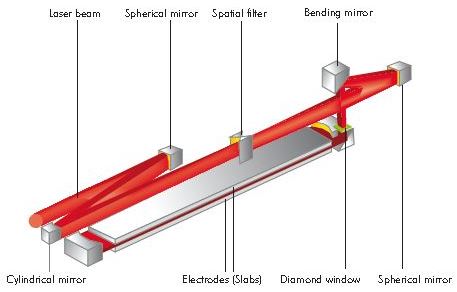 Laser beam
Spherical mirror
Spatial filter
Bending mirror
Cylindrical mirror
Electrodes (Slabs)
Diamond window
Spherical mirror